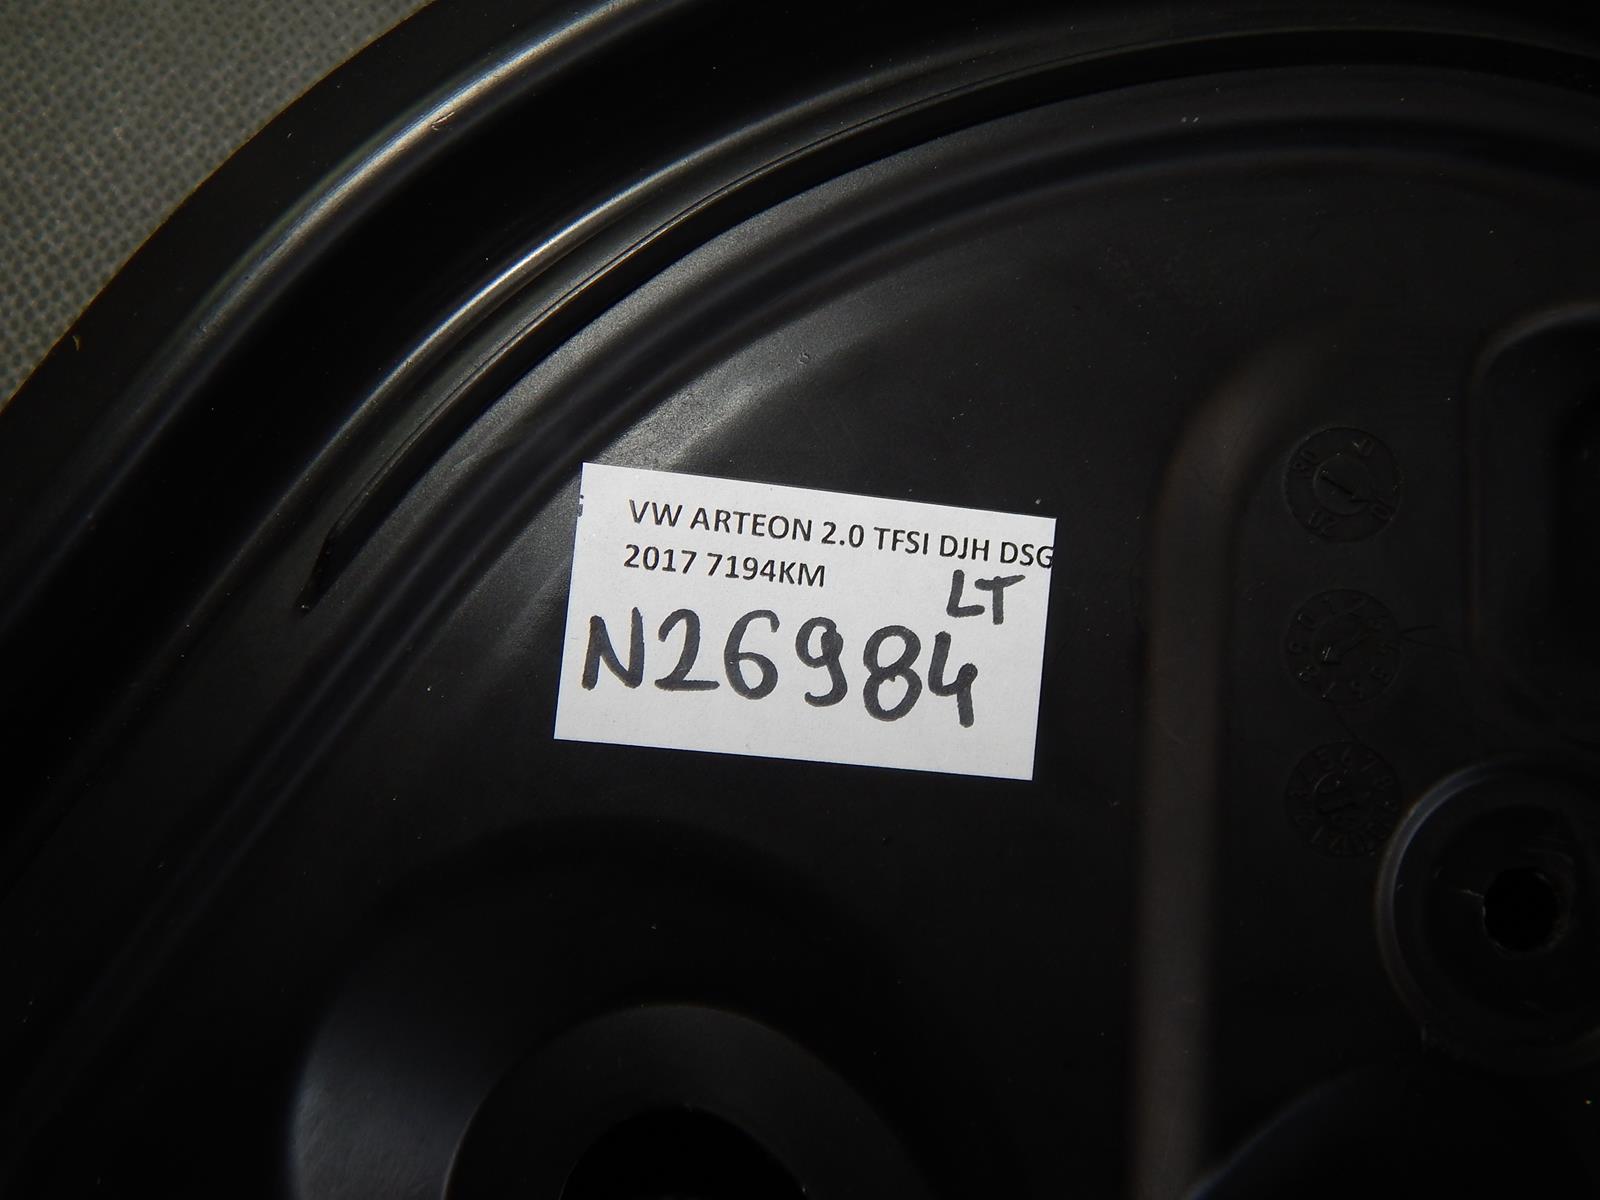 VW ARTEON 2.0 TFSI DJH DSG
2017 7194KM
LT
N26984